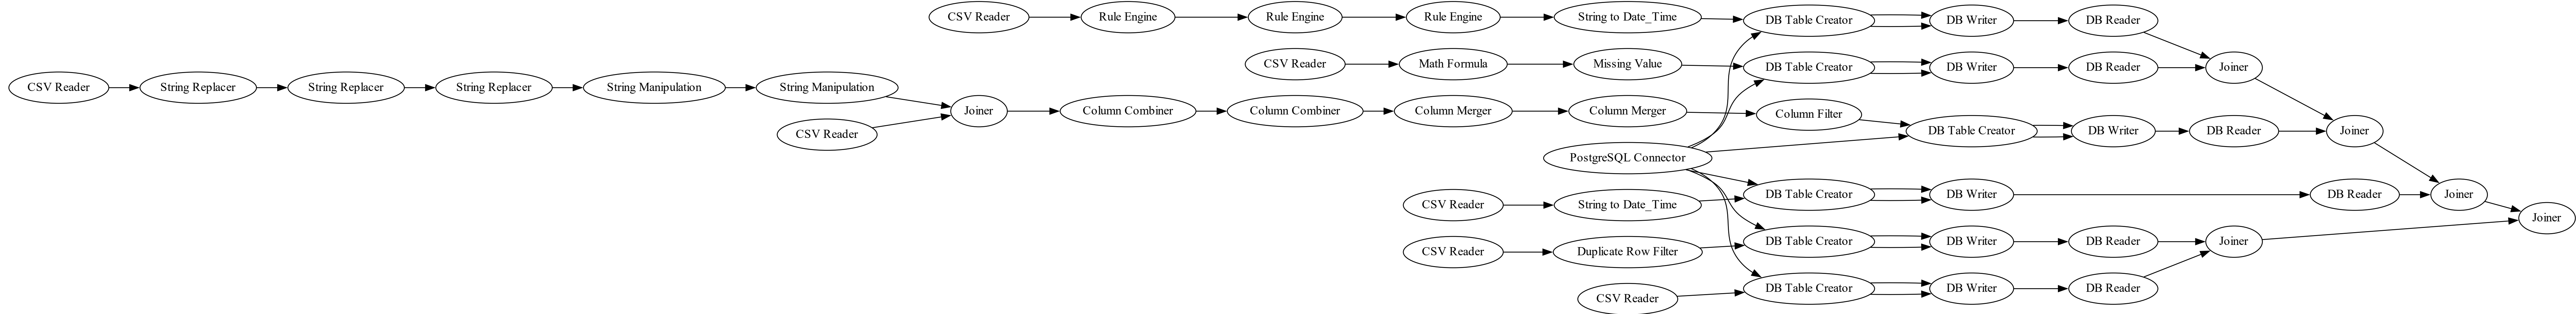 CSV Reader
Rule Engine
Rule Engine
Rule Engine
String to Date_Time
DB Table Creator
DB Writer
DB Reader
CSV Reader
Math Formula
Missing Value
DB Table Creator
DB Writer
DB Reader
Joiner
CSV Reader
String Replacer
String Replacer
String Replacer
String Manipulation
String Manipulation
CSV Reader
Joiner
Column Combiner
Column Combiner
Column Merger
Column Merger
Column Filter
DB Table Creator
DB Writer
DB Reader
Joiner
PostgreSQL Connector
CSV Reader
String to Date_Time
DB Table Creator
DB Writer
DB Reader
Joiner
Joiner
CSV Reader
Duplicate Row Filter
DB Table Creator
DB Writer
DB Reader
Joiner
CSV Reader
DB Table Creator
DB Writer
DB Reader